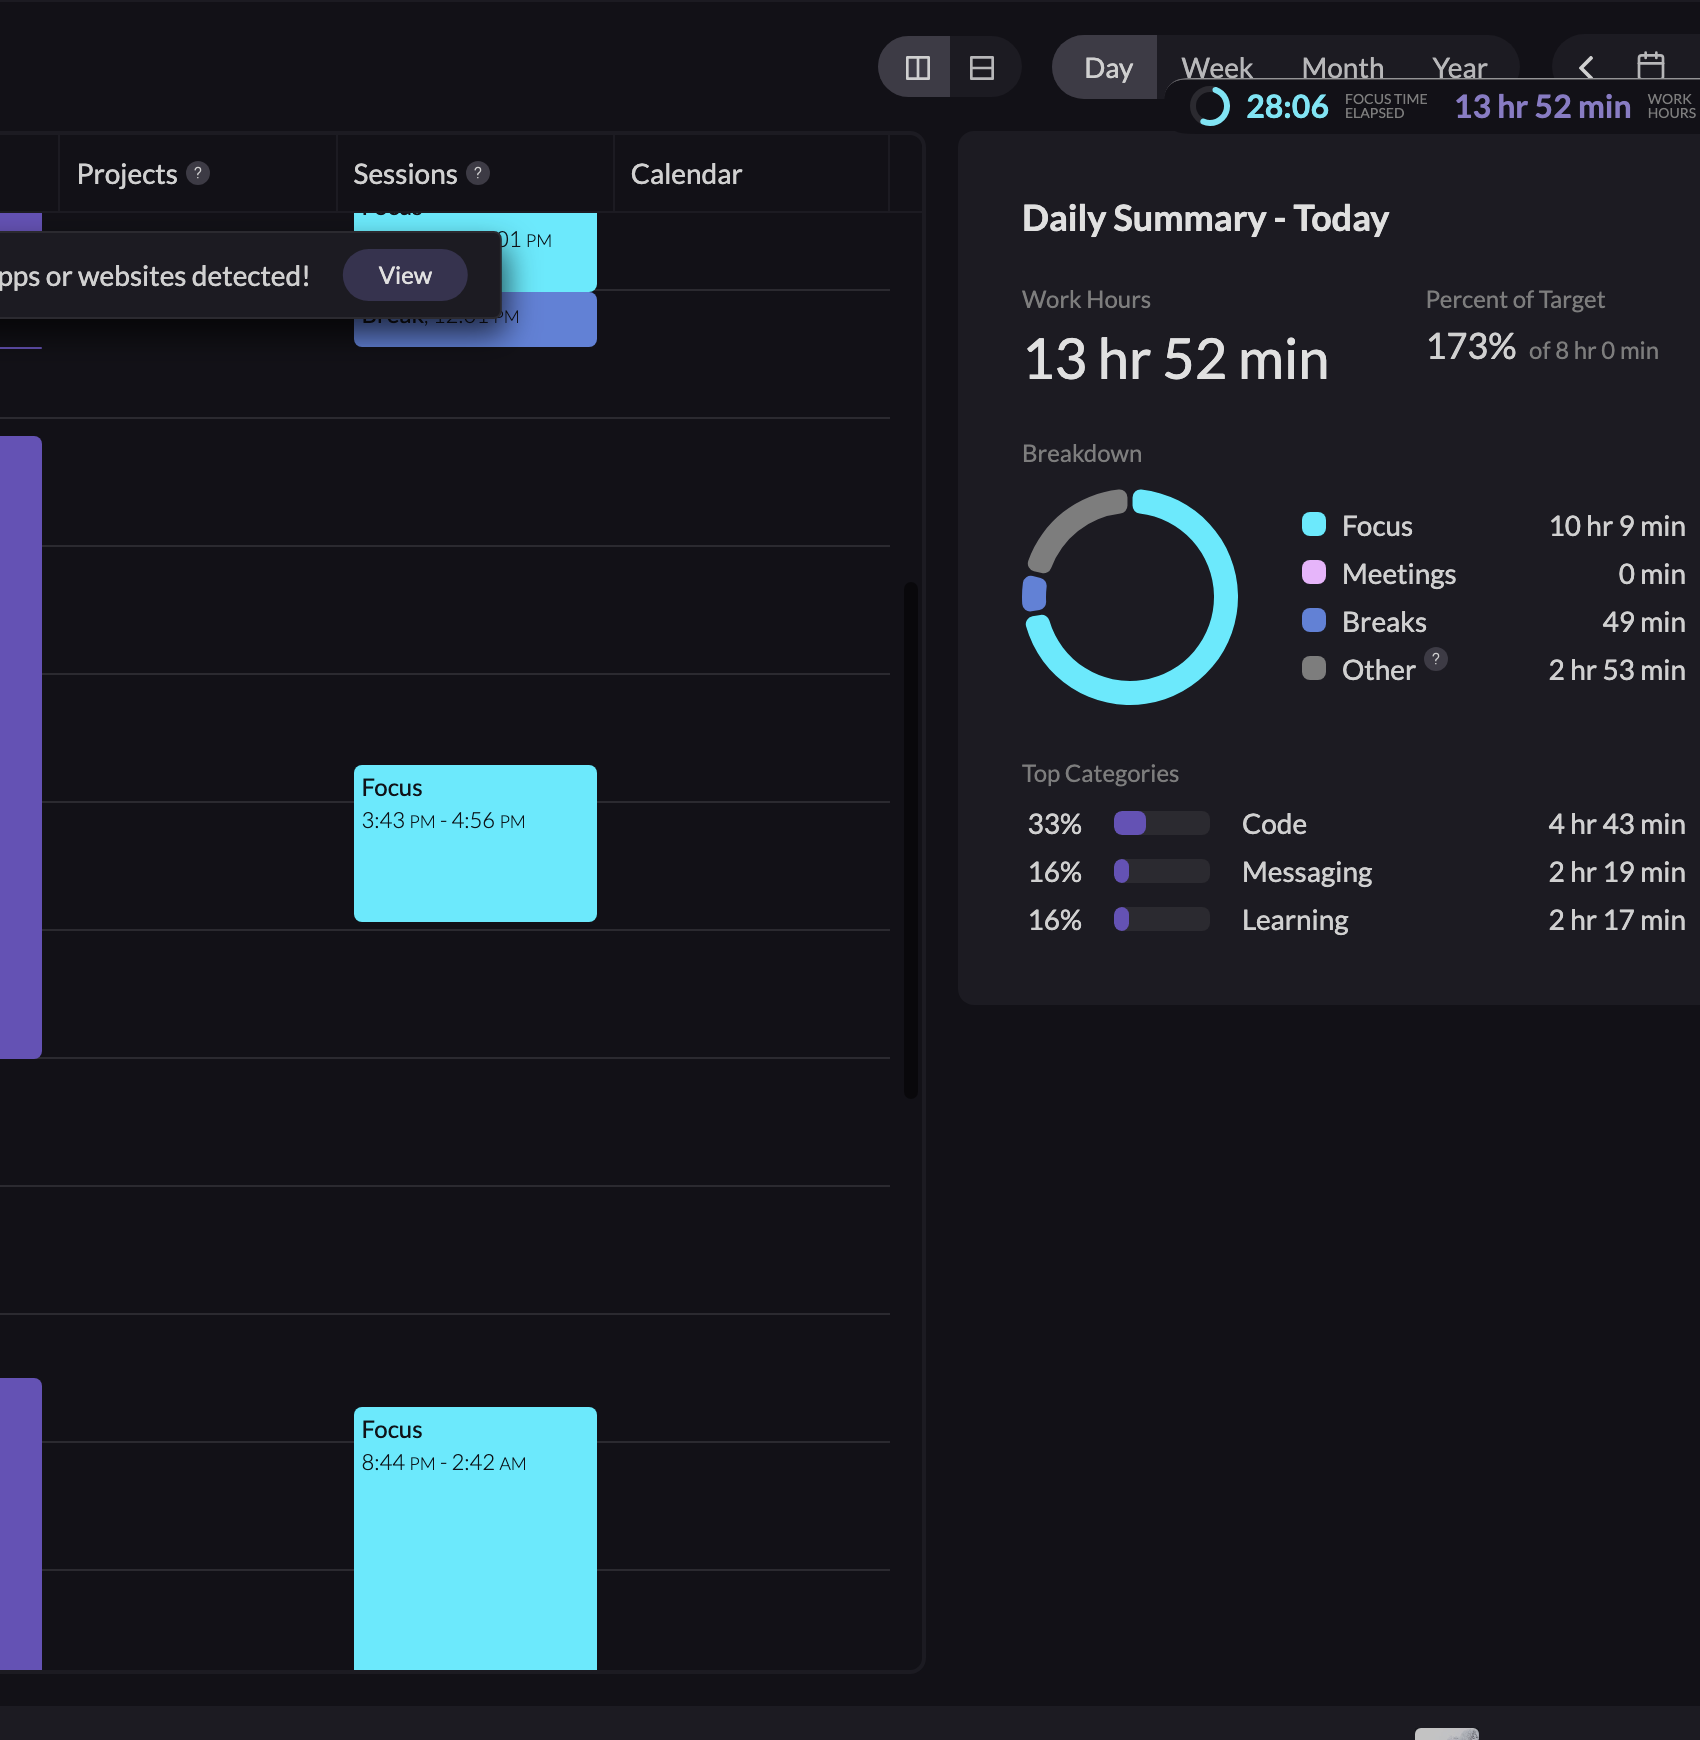 Day Week Month Year
28:06 FOCUS TIME ELAPSED 13 hr 52 min WORK HOURS
Projects ? Sessions ? Calendar
01 PM
pps or websites detected! View
Break, 12:01 PM
Focus
3:43 PM - 4:56 PM
Focus
8:44 PM - 2:42 AM
Daily Summary - Today
Work Hours Percent of Target
13 hr 52 min 173% of 8 hr 0 min
Breakdown
Focus 10 hr 9 min
Meetings 0 min
Breaks 49 min
Other ? 2 hr 53 min
Top Categories
33% Code 4 hr 43 min
16% Messaging 2 hr 19 min
16% Learning 2 hr 17 min